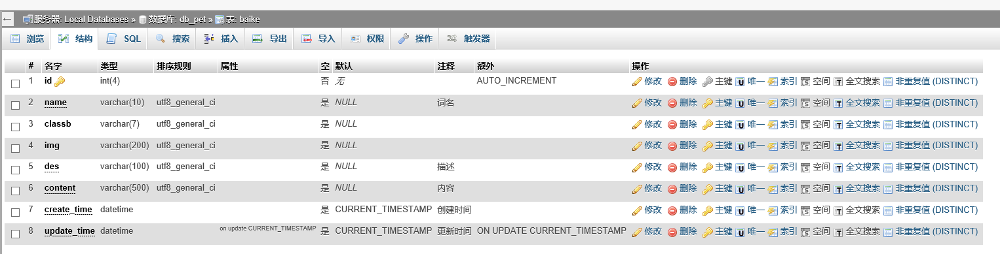 ← 服务器: Local Databases » 数据库: db_pet » 表: baike
浏览 结构 SQL 搜索 插入 导出 导入 权限 操作 触发器
# 名字 类型 排序规则 属性 空 默认 注释 额外 操作
1 id int(4) 否 无 AUTO_INCREMENT 修改 删除 主键 唯一 索引 空间 全文搜索 非重复值 (DISTINCT)
2 name varchar(10) utf8_general_ci 是 NULL 词名 修改 删除 主键 唯一 索引 空间 全文搜索 非重复值 (DISTINCT)
3 classb varchar(7) utf8_general_ci 是 NULL 修改 删除 主键 唯一 索引 空间 全文搜索 非重复值 (DISTINCT)
4 img varchar(200) utf8_general_ci 是 NULL 修改 删除 主键 唯一 索引 空间 全文搜索 非重复值 (DISTINCT)
5 des varchar(100) utf8_general_ci 是 NULL 描述 修改 删除 主键 唯一 索引 空间 全文搜索 非重复值 (DISTINCT)
6 content varchar(500) utf8_general_ci 是 NULL 内容 修改 删除 主键 唯一 索引 空间 全文搜索 非重复值 (DISTINCT)
7 create_time datetime 是 CURRENT_TIMESTAMP 创建时间 修改 删除 主键 唯一 索引 空间 全文搜索 非重复值 (DISTINCT)
8 update_time datetime on update CURRENT_TIMESTAMP 是 CURRENT_TIMESTAMP 更新时间 ON UPDATE CURRENT_TIMESTAMP 修改 删除 主键 唯一 索引 空间 全文搜索 非重复值 (DISTINCT)